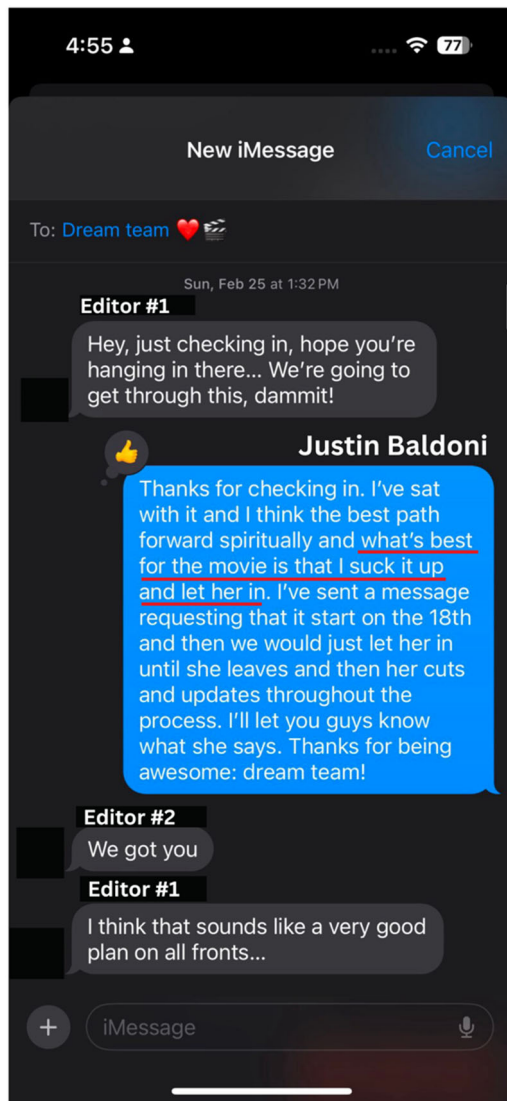 4:55
77
New iMessage
Cancel
To: Dream team ❤️🎬
Sun, Feb 25 at 1:32 PM
Editor #1
Hey, just checking in, hope you’re
hanging in there... We’re going to
get through this, dammit!
Justin Baldoni
Thanks for checking in. I’ve sat
with it and I think the best path
forward spiritually and what’s best
for the movie is that I suck it up
and let her in. I’ve sent a message
requesting that it start on the 18th
and then we would just let her in
until she leaves and then her cuts
and updates throughout the
process. I’ll let you guys know
what she says. Thanks for being
awesome: dream team!
Editor #2
We got you
Editor #1
I think that sounds like a very good
plan on all fronts...
iMessage